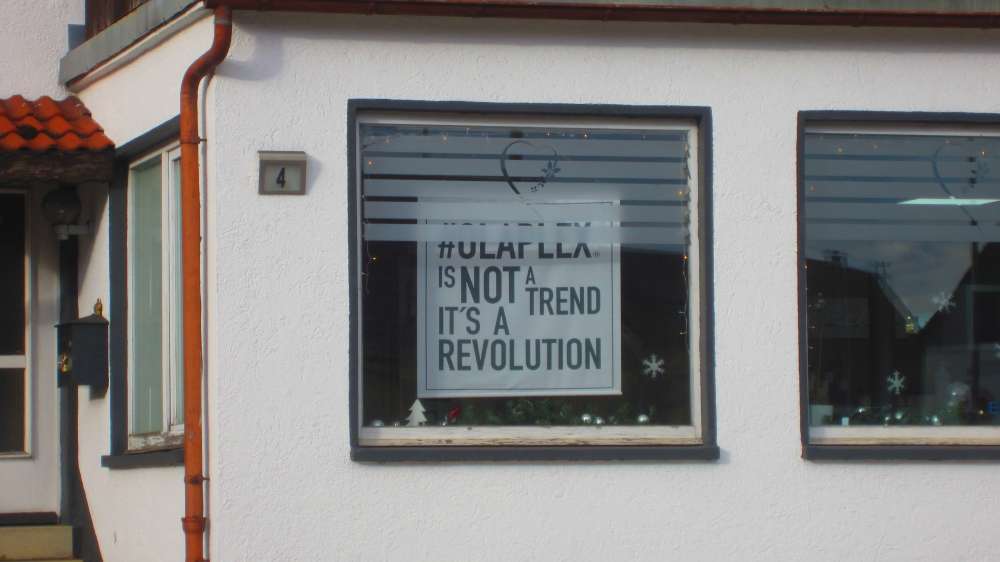 4
#OLAPLEX®
IS NOT A
TREND
IT'S A
REVOLUTION